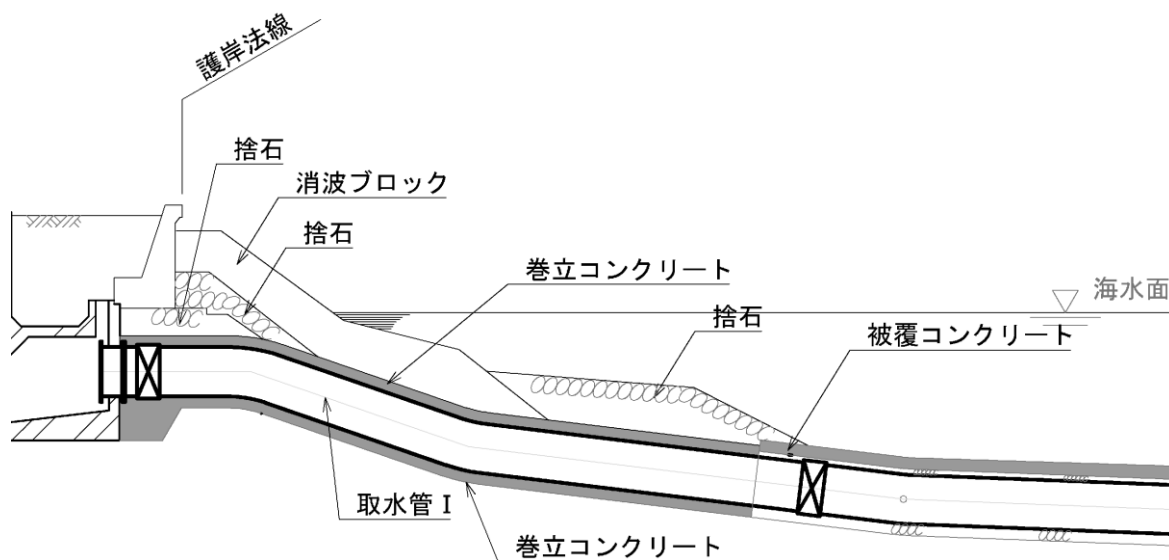 護岸法線
捨石
消波ブロック
捨石
巻立コンクリート
海水面
捨石
被覆コンクリート
取水管Ⅰ
巻立コンクリート